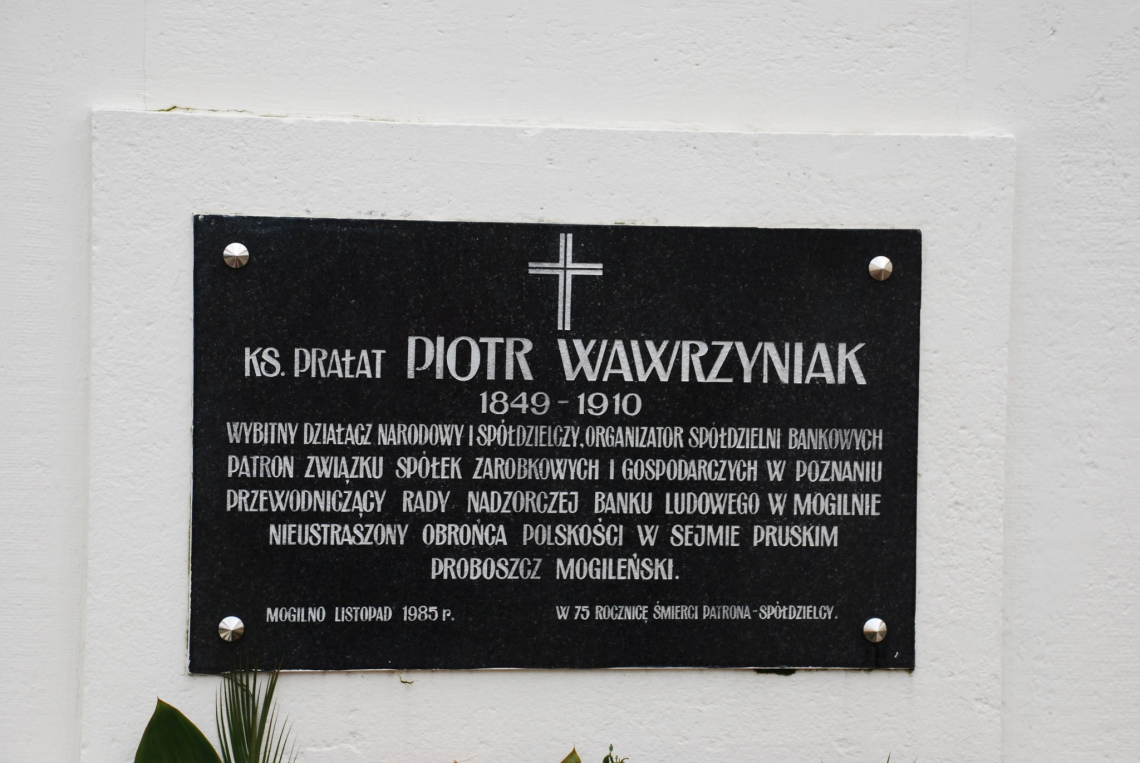 KS. PRAŁAT PIOTR WAWRZYNIAK
1849 - 1910
WYBITNY DZIAŁACZ NARODOWY I SPÓŁDZIELCZY, ORGANIZATOR SPÓŁDZIELNI BANKOWYCH
PATRON ZWIĄZKU SPÓŁEK ZAROBKOWYCH I GOSPODARCZYCH W POZNANIU
PRZEWODNICZĄCY RADY NADZORCZEJ BANKU LUDOWEGO W MOGILNIE
NIEUSTRASZONY OBROŃCA POLSKOŚCI W SEJMIE PRUSKIM
PROBOSZCZ MOGILEŃSKI.
MOGILNO LISTOPAD 1985 r. W 75 ROCZNICĘ ŚMIERCI PATRONA-SPÓŁDZIELCY.